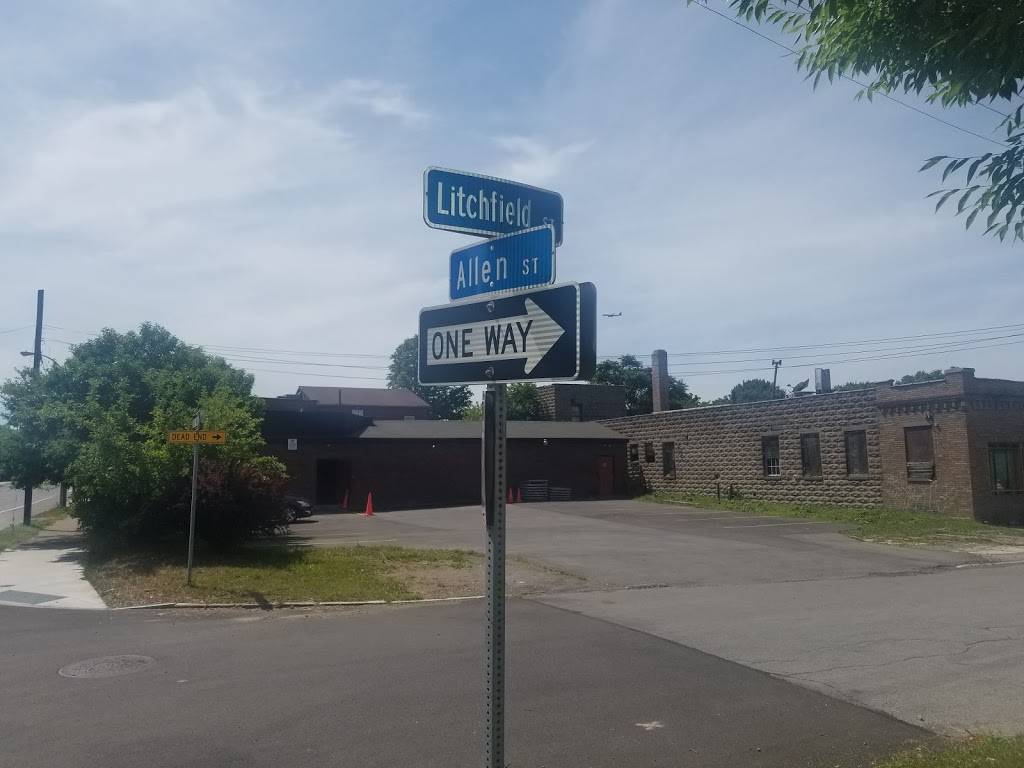 Litchfield ST
Allen ST
ONE WAY
DEAD END